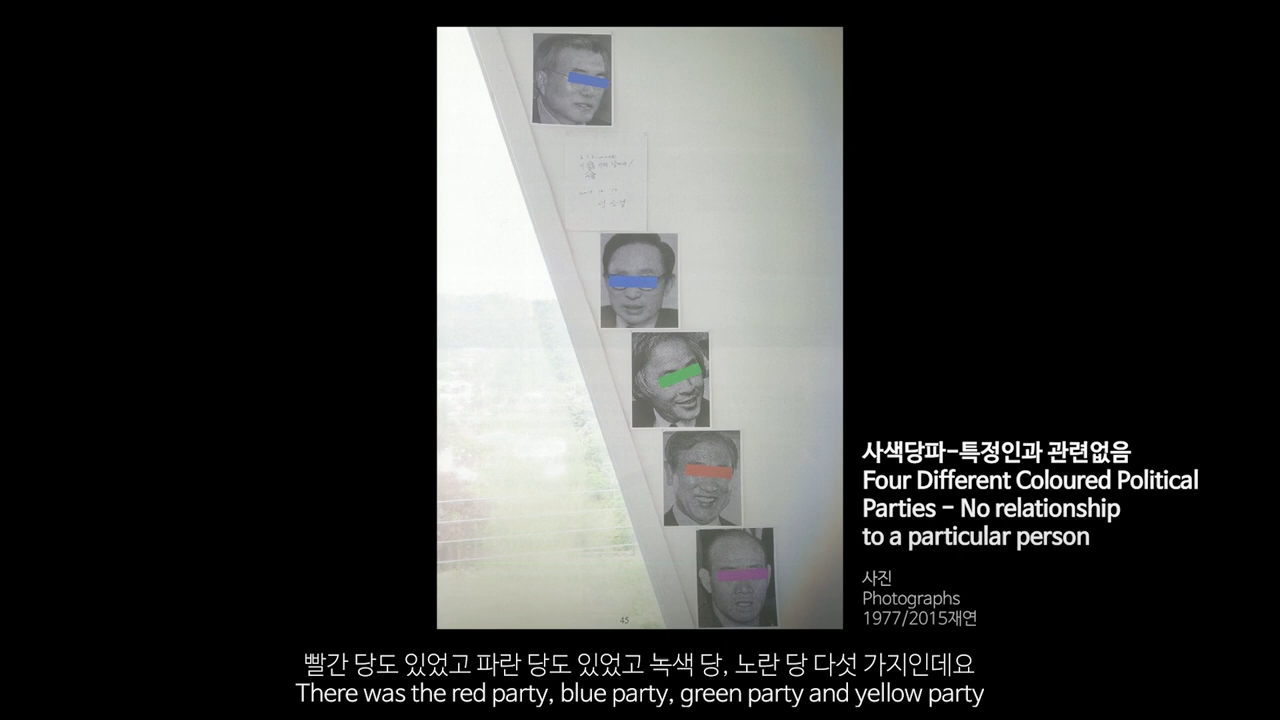 사색당파-특정인과 관련없음
Four Different Coloured Political
Parties - No relationship
to a particular person
사진
Photographs
1977/2015재연
45
빨간 당도 있었고 파란 당도 있었고 녹색 당, 노란 당 다섯 가지인데요
There was the red party, blue party, green party and yellow party